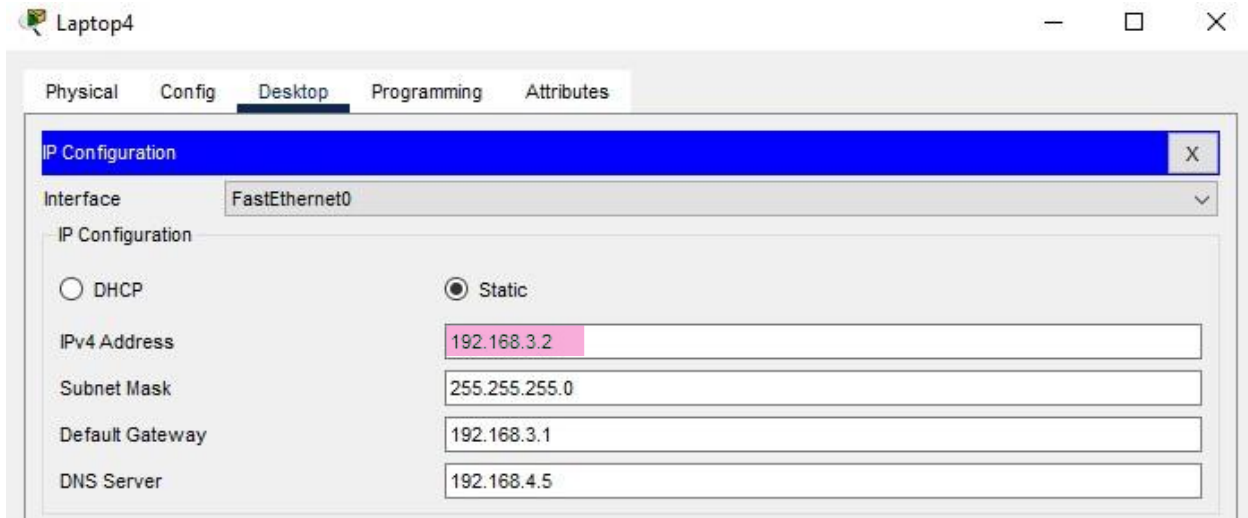 Laptop4
Physical Config Desktop Programming Attributes
IP Configuration X
Interface FastEthernet0
IP Configuration
DHCP Static
IPv4 Address 192.168.3.2
Subnet Mask 255.255.255.0
Default Gateway 192.168.3.1
DNS Server 192.168.4.5